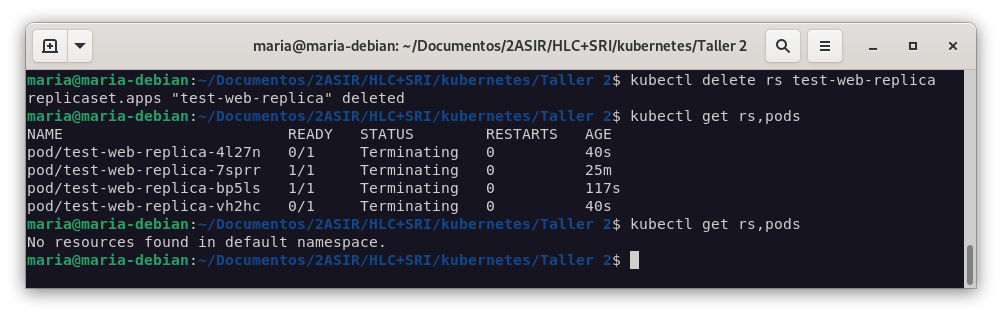 maria@maria-debian: ~/Documentos/2ASIR/HLC+SRI/kubernetes/Taller 2
maria@maria-debian:~/Documentos/2ASIR/HLC+SRI/kubernetes/Taller 2$ kubectl delete rs test-web-replica
replicaset.apps "test-web-replica" deleted
maria@maria-debian:~/Documentos/2ASIR/HLC+SRI/kubernetes/Taller 2$ kubectl get rs,pods
NAME                         READY   STATUS        RESTARTS   AGE
pod/test-web-replica-4l27n   0/1     Terminating   0          40s
pod/test-web-replica-7sprr   1/1     Terminating   0          25m
pod/test-web-replica-bp5ls   1/1     Terminating   0          117s
pod/test-web-replica-vh2hc   0/1     Terminating   0          40s
maria@maria-debian:~/Documentos/2ASIR/HLC+SRI/kubernetes/Taller 2$ kubectl get rs,pods
No resources found in default namespace.
maria@maria-debian:~/Documentos/2ASIR/HLC+SRI/kubernetes/Taller 2$